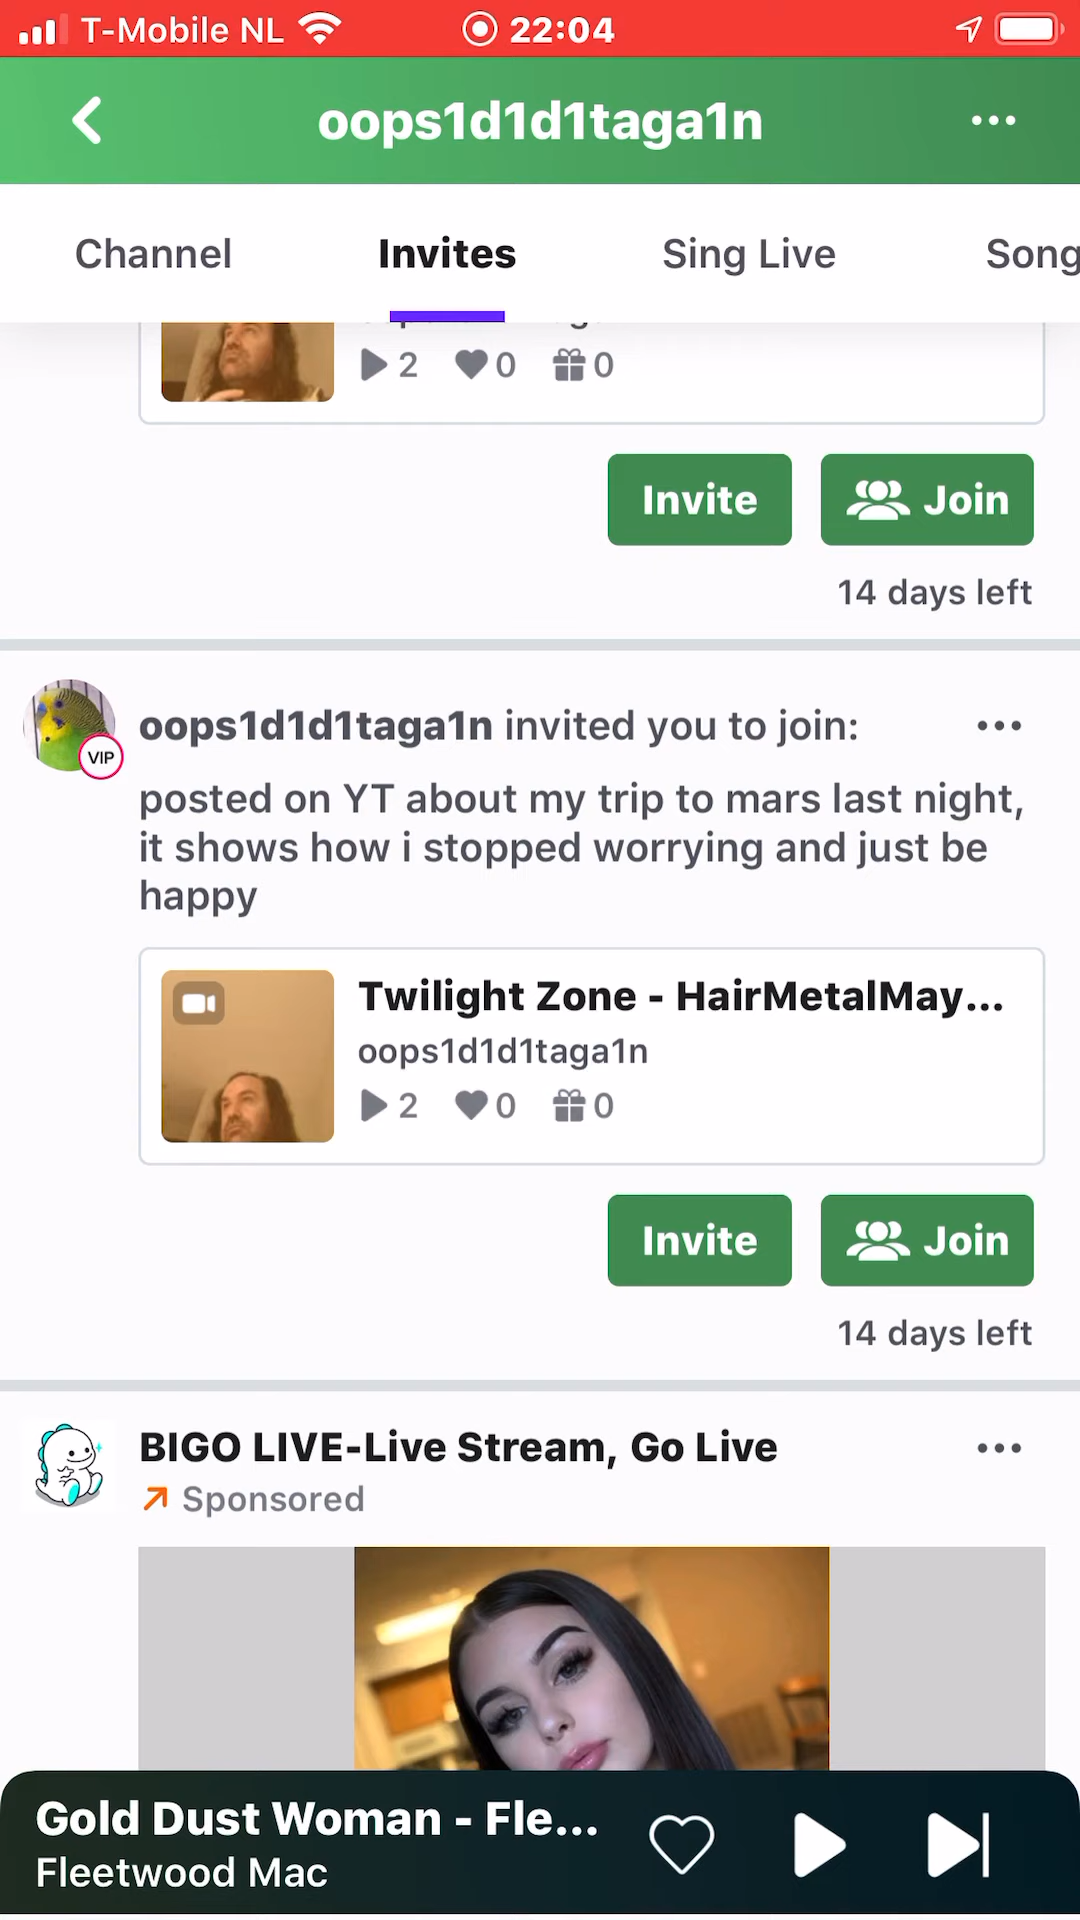 T-Mobile NL 22:04
oops1d1d1taga1n
Channel Invites Sing Live Song
2 0 0
Invite Join
14 days left
oops1d1d1taga1n invited you to join:
VIP
posted on YT about my trip to mars last night,
it shows how i stopped worrying and just be
happy
Twilight Zone - HairMetalMay...
oops1d1d1taga1n
2 0 0
Invite Join
14 days left
BIGO LIVE-Live Stream, Go Live
Sponsored
Gold Dust Woman - Fle...
Fleetwood Mac